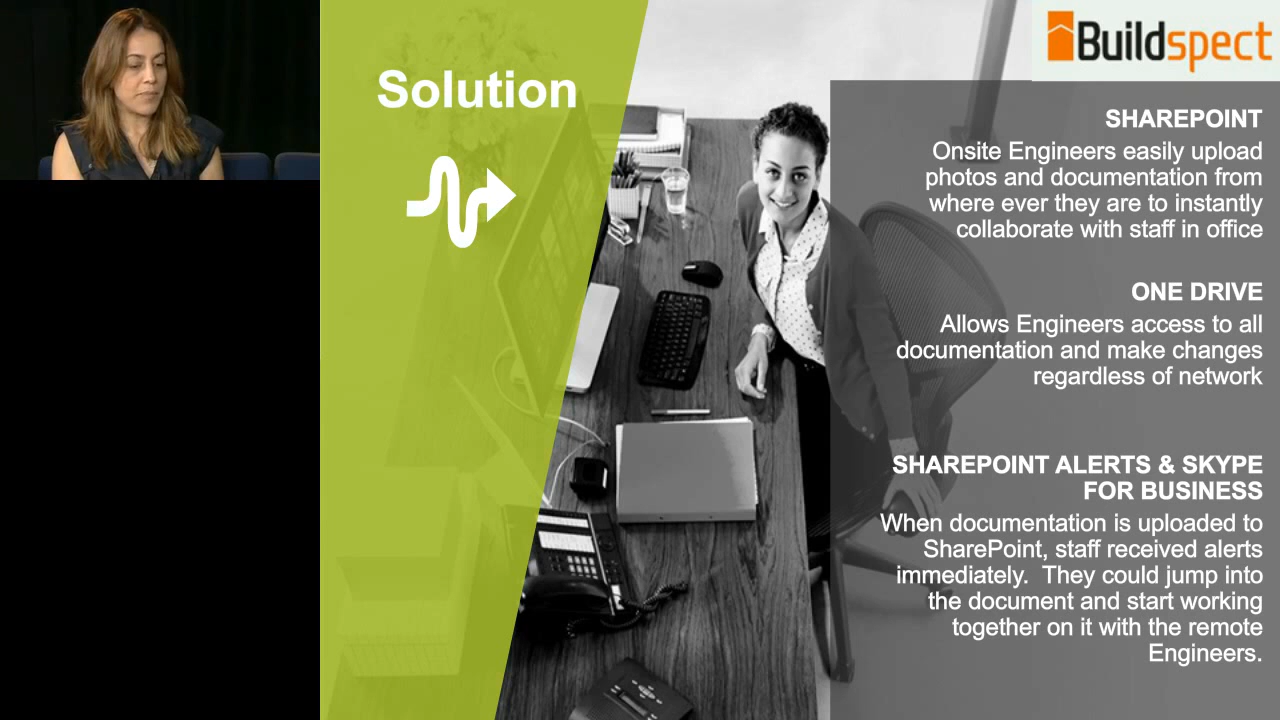 Buildspect
Solution
SHAREPOINT
Onsite Engineers easily upload
photos and documentation from
where ever they are to instantly
collaborate with staff in office
ONE DRIVE
Allows Engineers access to all
documentation and make changes
regardless of network
SHAREPOINT ALERTS & SKYPE
FOR BUSINESS
When documentation is uploaded to
SharePoint, staff received alerts
immediately.  They could jump into
the document and start working
together on it with the remote
Engineers.